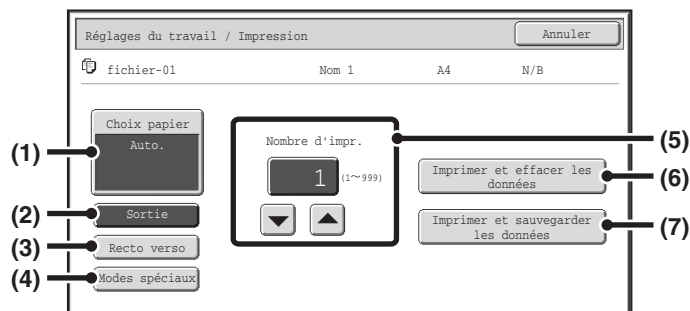 Réglages du travail / Impression
Annuler
fichier-01 Nom 1 A4 N/B
Choix papier
Auto.
Nombre d'impr.
1 (1~999)
Sortie
Recto verso
Modes spéciaux
Imprimer et effacer les
données
Imprimer et sauvegarder
les données
(1)
(2)
(3)
(4)
(5)
(6)
(7)